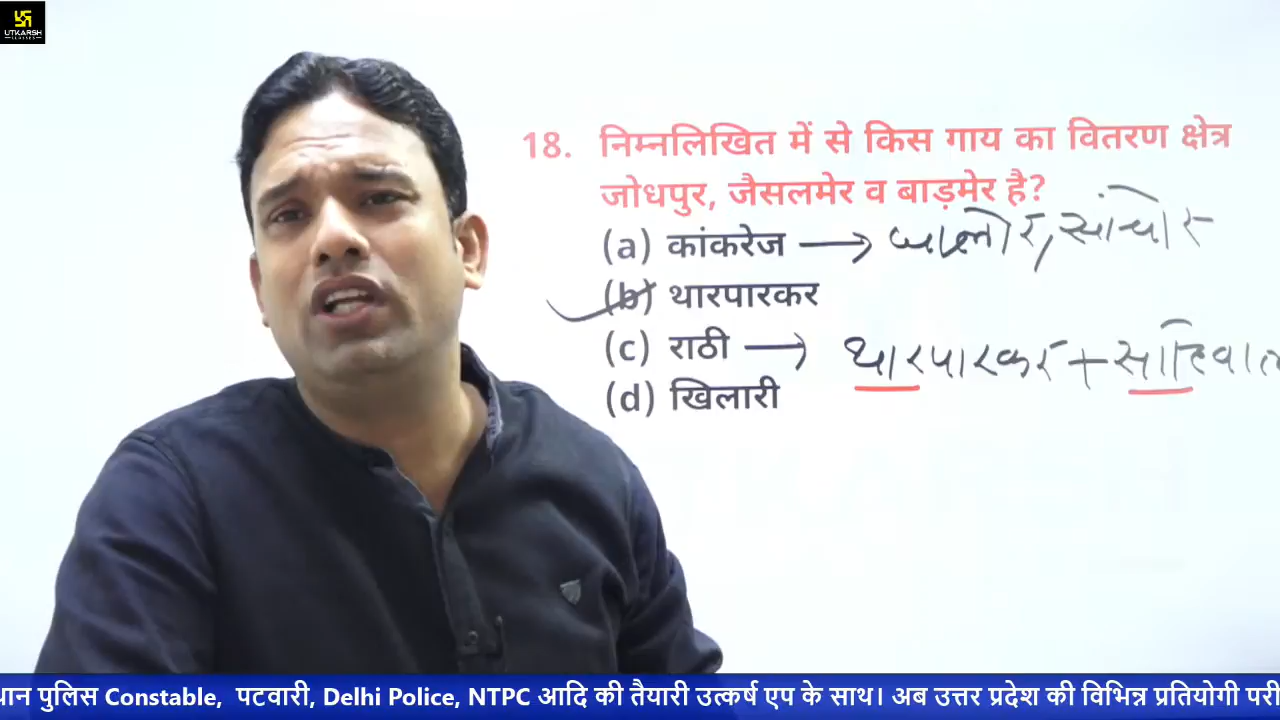 UTKARSH
CLASSES
18. निम्नलिखित में से किस गाय का वितरण क्षेत्र
जोधपुर, जैसलमेर व बाड़मेर है?
(a) कांकरेज → जालोर, सांचोर
(b) थारपारकर
(c) राठी → थारपारकर + साहिवाल
(d) खिलारी
थान पुलिस Constable, पटवारी, Delhi Police, NTPC आदि की तैयारी उत्कर्ष एप के साथ। अब उत्तर प्रदेश की विभिन्न प्रतियोगी परी